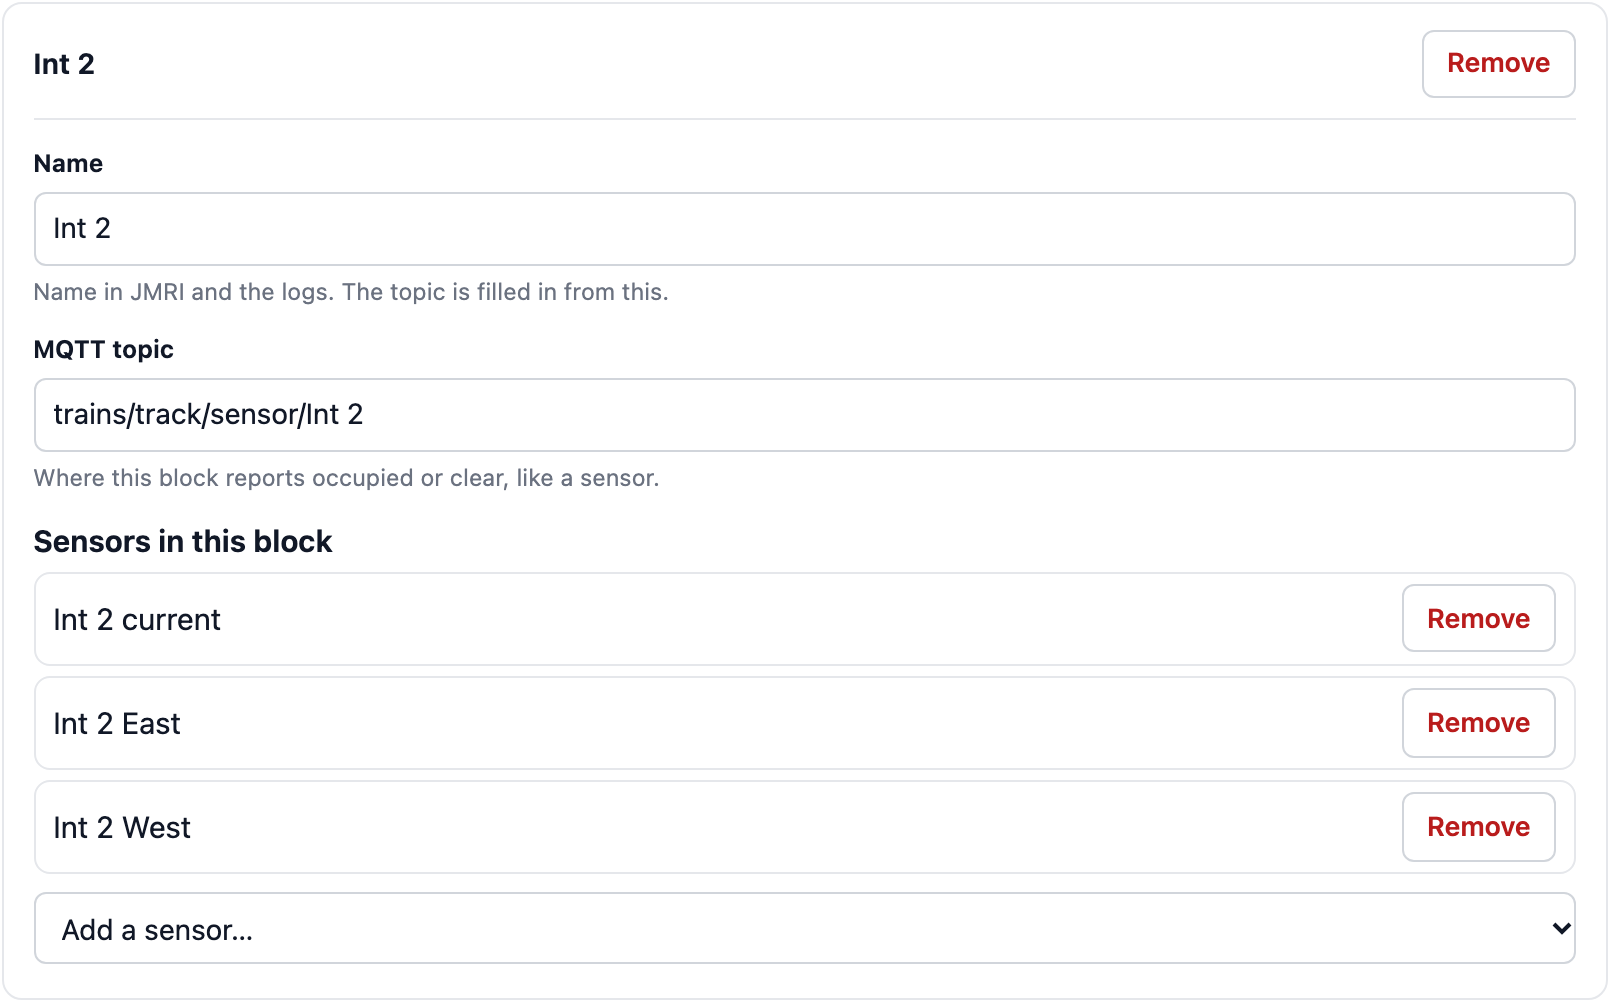 Int 2
Remove
Name
Int 2
Name in JMRI and the logs. The topic is filled in from this.
MQTT topic
trains/track/sensor/Int 2
Where this block reports occupied or clear, like a sensor.
Sensors in this block
Int 2 current
Remove
Int 2 East
Remove
Int 2 West
Remove
Add a sensor...